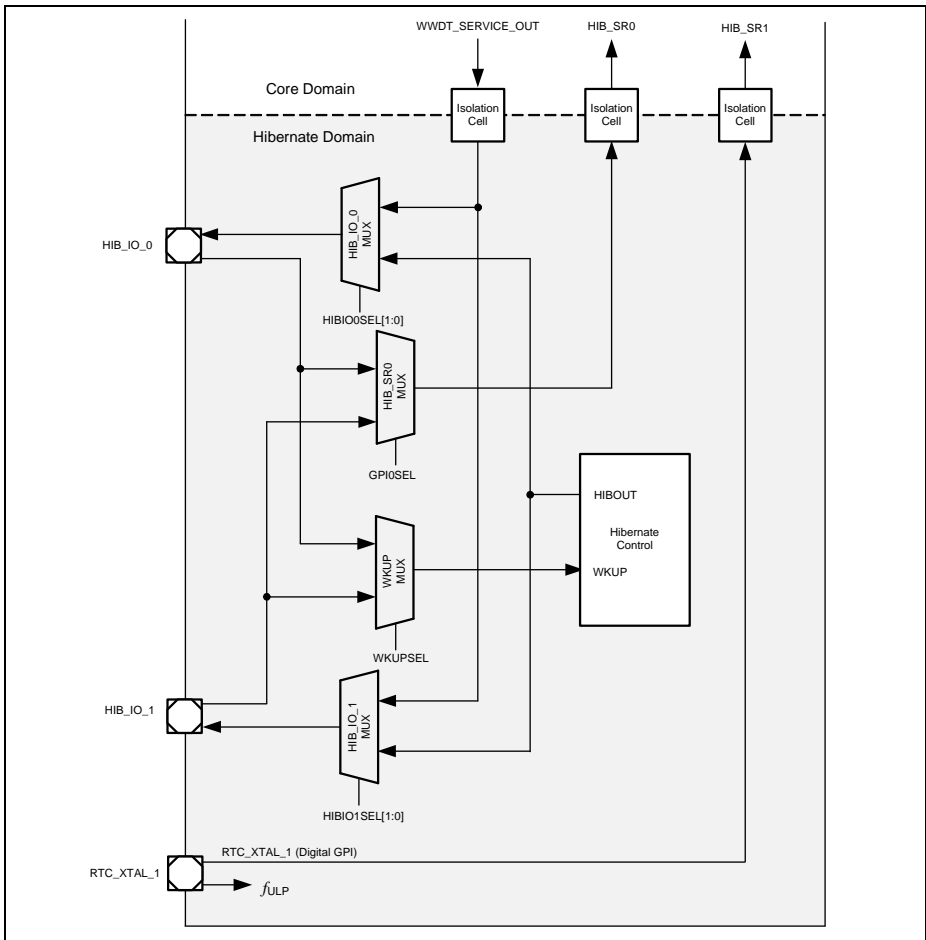 WWDT_SERVICE_OUT
HIB_SR0
HIB_SR1
Core Domain
Isolation
Cell
Isolation
Cell
Isolation
Cell
Hibernate Domain
HIB_IO_0
MUX
HIB_IO_0
HIBIO0SEL[1:0]
HIB_SR0
MUX
GPI0SEL
HIBOUT
Hibernate
Control
WKUP
WKUP
MUX
WKUPSEL
HIB_IO_1
HIB_IO_1
MUX
HIBIO1SEL[1:0]
RTC_XTAL_1 (Digital GPI)
RTC_XTAL_1
fULP